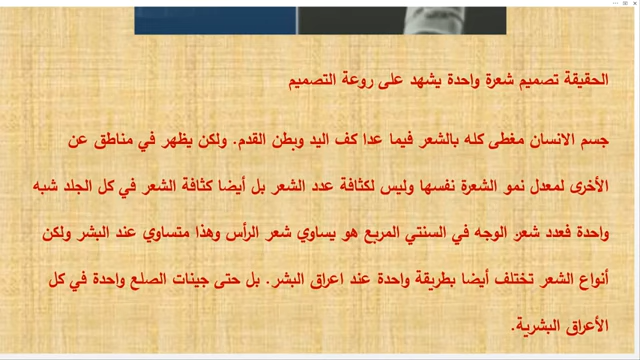 الحقيقة تصميم شعرة واحدة يشهد على روعة التصميم
جسم الانسان مغطى كله بالشعر فيما عدا كف اليد وبطن القدم. ولكن يظهر في مناطق عن
الأخرى لمعدل نمو الشعرة نفسها وليس لكثافة عدد الشعر بل أيضا كثافة الشعر في كل الجلد شبه
واحدة فعدد شعر الوجه في السنتي المربع هو يساوي شعر الرأس وهذا متساوي عند البشر ولكن
أنواع الشعر تختلف أيضا بطريقة واحدة عند اعراق البشر. بل حتى جينات الصلع واحدة في كل
الأعراق البشرية.